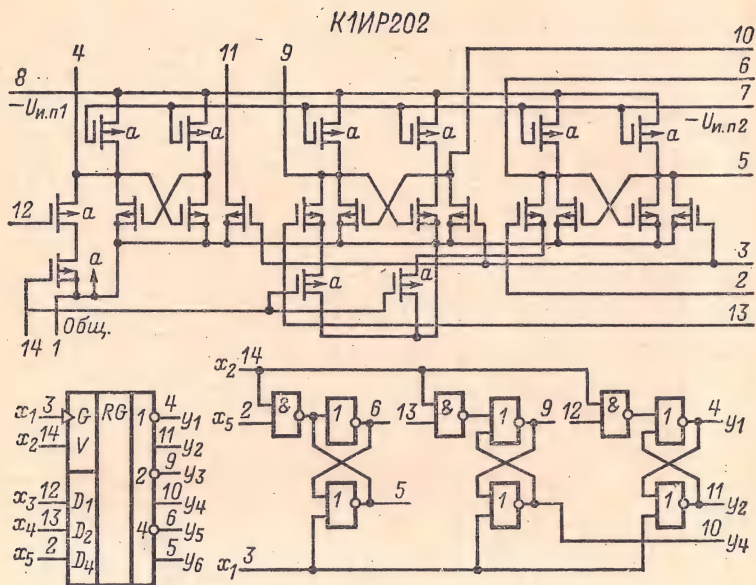 К1ИР202
4 11 9 10
8 6
-Uи.п1 7
a a a a a a -Uи.п2
5
12 a
a a a 3
2
14 1 Общ. 13
x1 3 G RG 1 4 y1
x2 14 V 11 y2
2 9 y3
x3 12 D1 10 y4
x4 13 D2 4 6 y5
x5 2 D4 5 y6
x2 14
x5 2 & 1 6 13 & 1 9 12 & 1 4 y1
1 5 1 1 11 y2
10 y4
x1 3